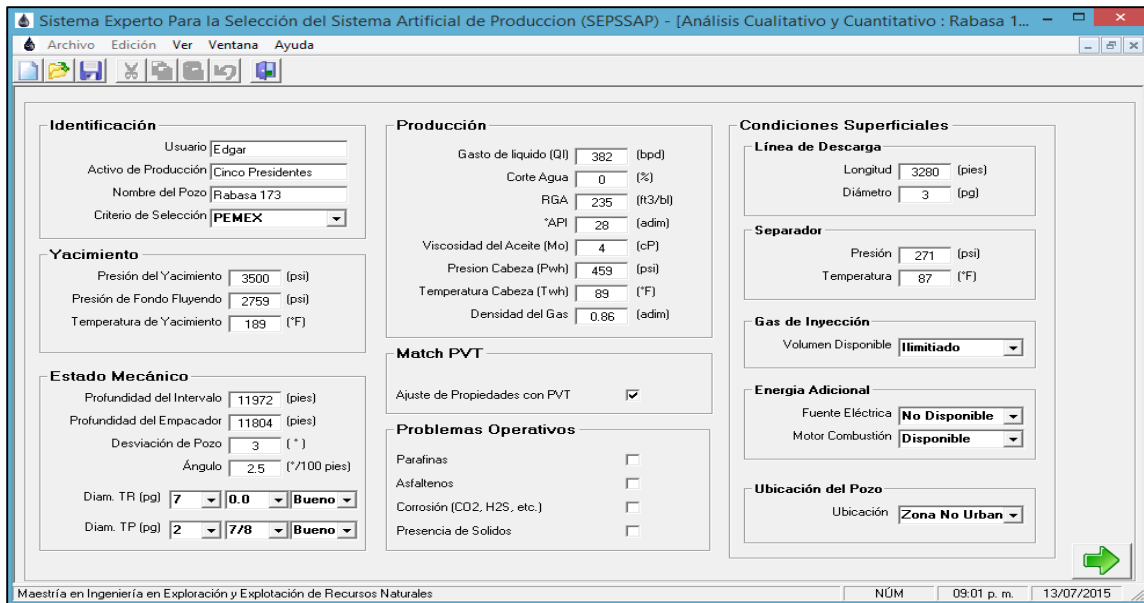 Sistema Experto Para la Selección del Sistema Artificial de Produccion (SEPSSAP) - [Análisis Cualitativo y Cuantitativo : Rabasa 1...
Archivo Edición Ver Ventana Ayuda
Identificación
Usuario Edgar
Activo de Producción Cinco Presidentes
Nombre del Pozo Rabasa 173
Criterio de Selección PEMEX
Yacimiento
Presión del Yacimiento 3500 (psi)
Presión de Fondo Fluyendo 2759 (psi)
Temperatura de Yacimiento 189 (°F)
Estado Mecánico
Profundidad del Intervalo 11972 (pies)
Profundidad del Empacador 11804 (pies)
Desviación de Pozo 3 (°)
Ángulo 2.5 (°/100 pies)
Diam. TR (pg) 7 0.0 Bueno
Diam. TP (pg) 2 7/8 Bueno
Producción
Gasto de liquido (Ql) 382 (bpd)
Corte Agua 0 (%)
RGA 235 (ft3/bl)
°API 28 (adim)
Viscosidad del Aceite (Mo) 4 (cP)
Presion Cabeza (Pwh) 459 (psi)
Temperatura Cabeza (Twh) 89 (°F)
Densidad del Gas 0.86 (adim)
Match PVT
Ajuste de Propiedades con PVT
Problemas Operativos
Parafinas
Asfaltenos
Corrosión (CO2, H2S, etc.)
Presencia de Solidos
Condiciones Superficiales
Línea de Descarga
Longitud 3280 (pies)
Diámetro 3 (pg)
Separador
Presión 271 (psi)
Temperatura 87 (°F)
Gas de Inyección
Volumen Disponible Ilimitiado
Energia Adicional
Fuente Eléctrica No Disponible
Motor Combustión Disponible
Ubicación del Pozo
Ubicación Zona No Urban
Maestría en Ingeniería en Exploración y Explotación de Recursos Naturales NÚM 09:01 p. m. 13/07/2015